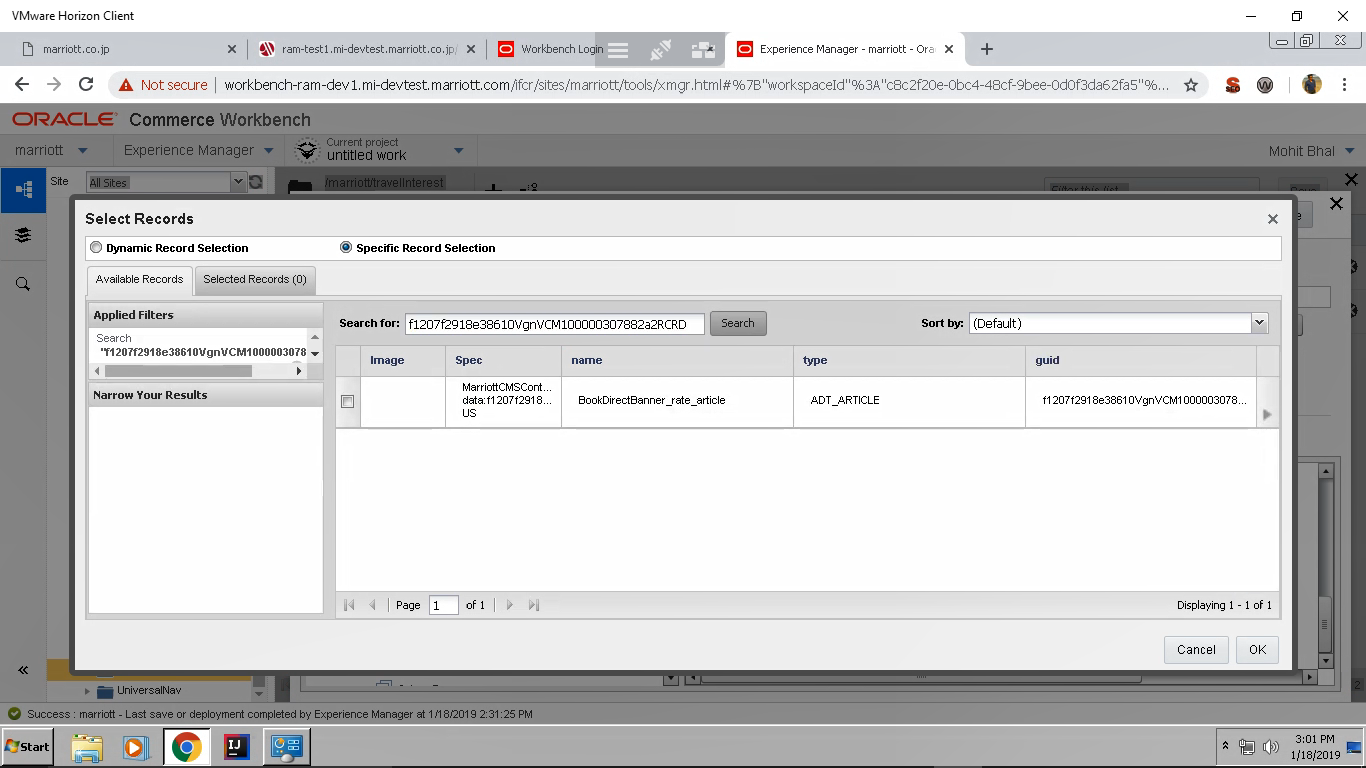 VMware Horizon Client
marriott.co.jp
ram-test1.mi-devtest.marriott.co.jp/
Workbench Login
Experience Manager - marriott - Ora
Not secure
workbench-ram-dev1.mi-devtest.marriott.com/ifcr/sites/marriott/tools/xmgr.html#%7B"workspaceId"%3A"c8c2f20e-0bc4-48cf-9bee-0d0f3da62fa5"%...
ORACLE Commerce Workbench
marriott
Experience Manager
Current project
untitled work
Mohit Bhal
Site
All Sites
/marriott/travelInterest
Filter this list
Save
Select Records
Dynamic Record Selection
Specific Record Selection
Available Records
Selected Records (0)
Applied Filters
Search
"f1207f2918e38610VgnVCM1000003078
Narrow Your Results
Search for:
f1207f2918e38610VgnVCM100000307882a2RCRD
Search
Sort by:
(Default)
Image
Spec
name
type
guid
MarriottCMSCont...
data:f1207f2918...
US
BookDirectBanner_rate_article
ADT_ARTICLE
f1207f2918e38610VgnVCM1000003078...
Page
1
of 1
Displaying 1 - 1 of 1
Cancel
OK
UniversalNav
2
Success : marriott - Last save or deployment completed by Experience Manager at 1/18/2019 2:31:25 PM
Start
3:01 PM
1/18/2019